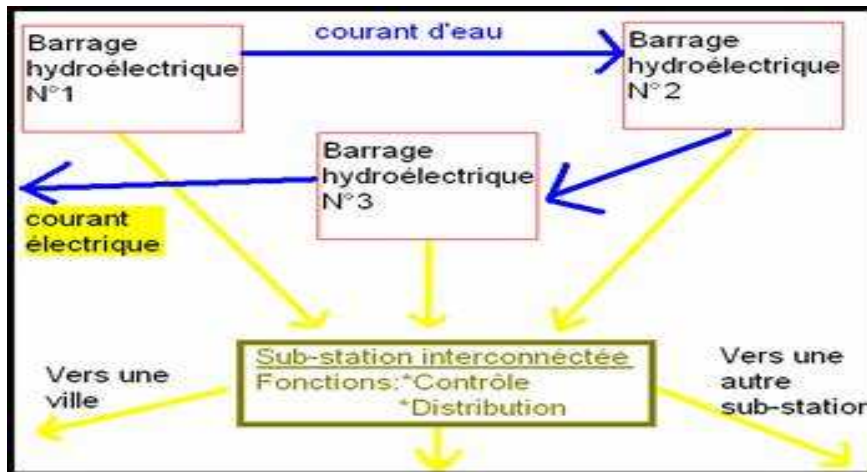 Barrage
hydroélectrique
N°1
courant d'eau
Barrage
hydroélectrique
N°2
Barrage
hydroélectrique
N°3
courant
électrique
Sub-station interconnéctée
Fonctions:*Contrôle
*Distribution
Vers une
ville
Vers une
autre
sub-station